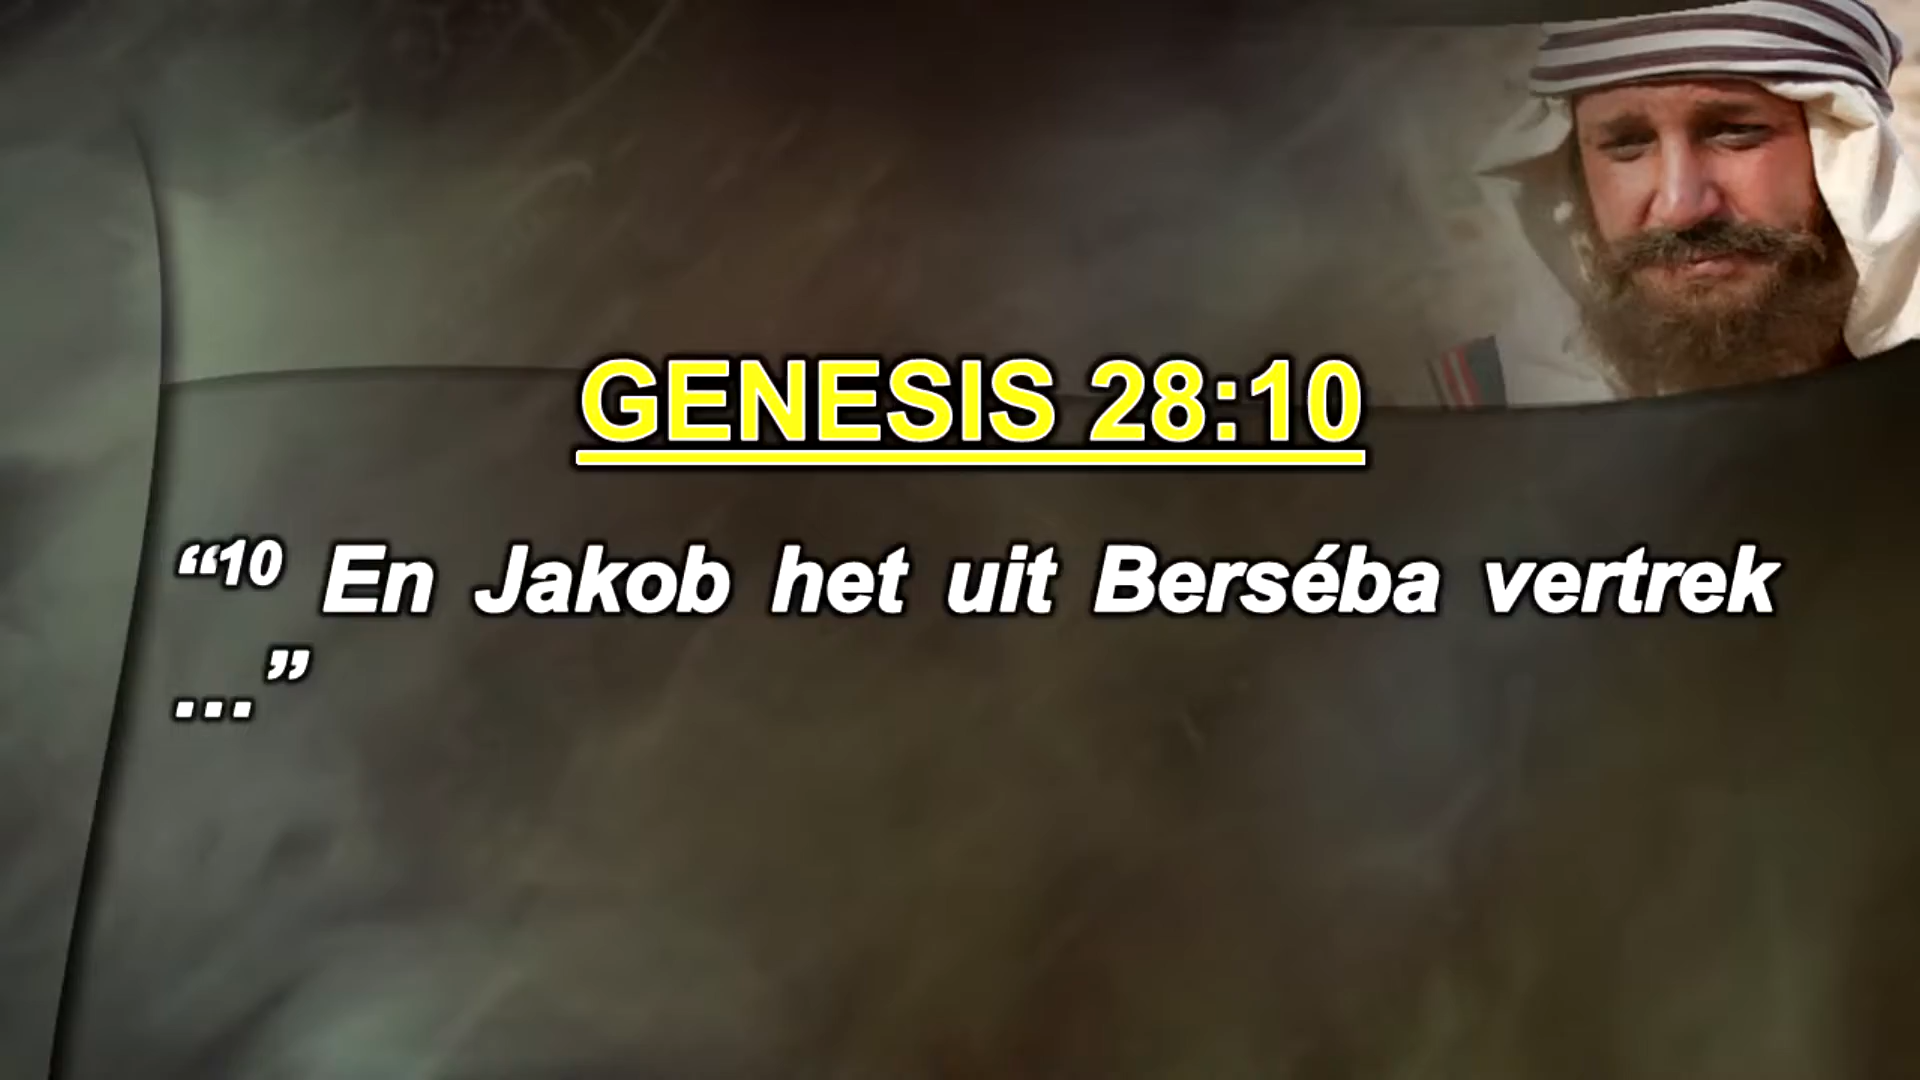 GENESIS 28:10
“10 En Jakob het uit Berséba vertrek
...”